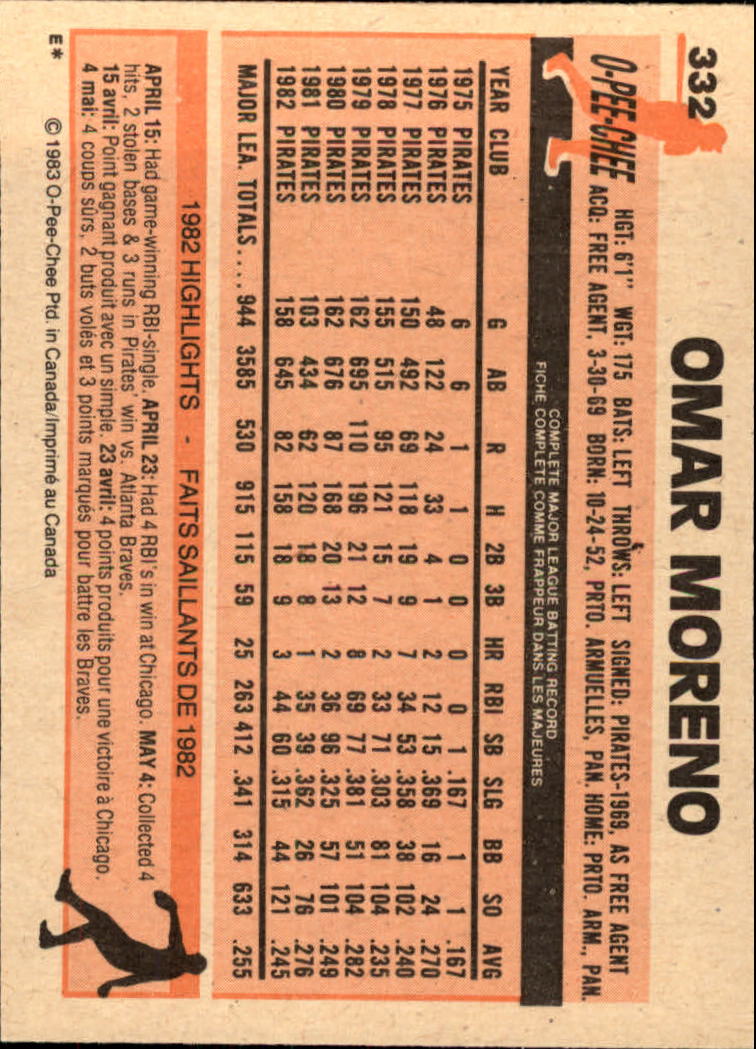 332
OMAR MORENO
O-PEE-CHEE
HGT: 6'1" WGT: 175 BATS: LEFT THROWS: LEFT SIGNED: PIRATES-1969, AS FREE AGENT
ACQ: FREE AGENT, 3-30-69 BORN: 10-24-52, PRTO. ARMUELLES, PAN. HOME: PRTO. ARM., PAN.
COMPLETE MAJOR LEAGUE BATTING RECORD
FICHE COMPLÈTE COMME FRAPPEUR DANS LES MAJEURES
YEAR CLUB G AB R H 2B 3B HR RBI SB SLG BB SO AVG
1975 PIRATES 6 6 1 1 0 0 0 0 1 .167 1 1 .167
1976 PIRATES 48 122 24 33 4 1 2 12 15 .369 16 24 .270
1977 PIRATES 150 492 69 118 19 9 7 34 53 .358 38 102 .240
1978 PIRATES 155 515 95 121 15 7 2 33 71 .303 81 104 .235
1979 PIRATES 162 695 110 196 21 12 8 69 77 .381 51 104 .282
1980 PIRATES 162 676 87 168 20 13 2 36 96 .325 57 101 .249
1981 PIRATES 103 434 62 120 18 8 1 35 39 .362 26 76 .276
1982 PIRATES 158 645 82 158 18 9 3 44 60 .315 44 121 .245
MAJOR LEA. TOTALS.... 944 3585 530 915 115 59 25 263 412 .341 314 633 .255
1982 HIGHLIGHTS - FAITS SAILLANTS DE 1982
APRIL 15: Had game-winning RBI-single. APRIL 23: Had 4 RBI's in win at Chicago. MAY 4: Collected 4
hits, 2 stolen bases & 3 runs in Pirates' win vs. Atlanta Braves.
15 avril: Point gagnant produit avec un simple. 23 avril: 4 points produits pour une victoire à Chicago.
4 mai: 4 coups sûrs, 2 buts volés et 3 points marqués pour battre les Braves.
E* © 1983 O-Pee-Chee Ptd. in Canada/Imprimé au Canada